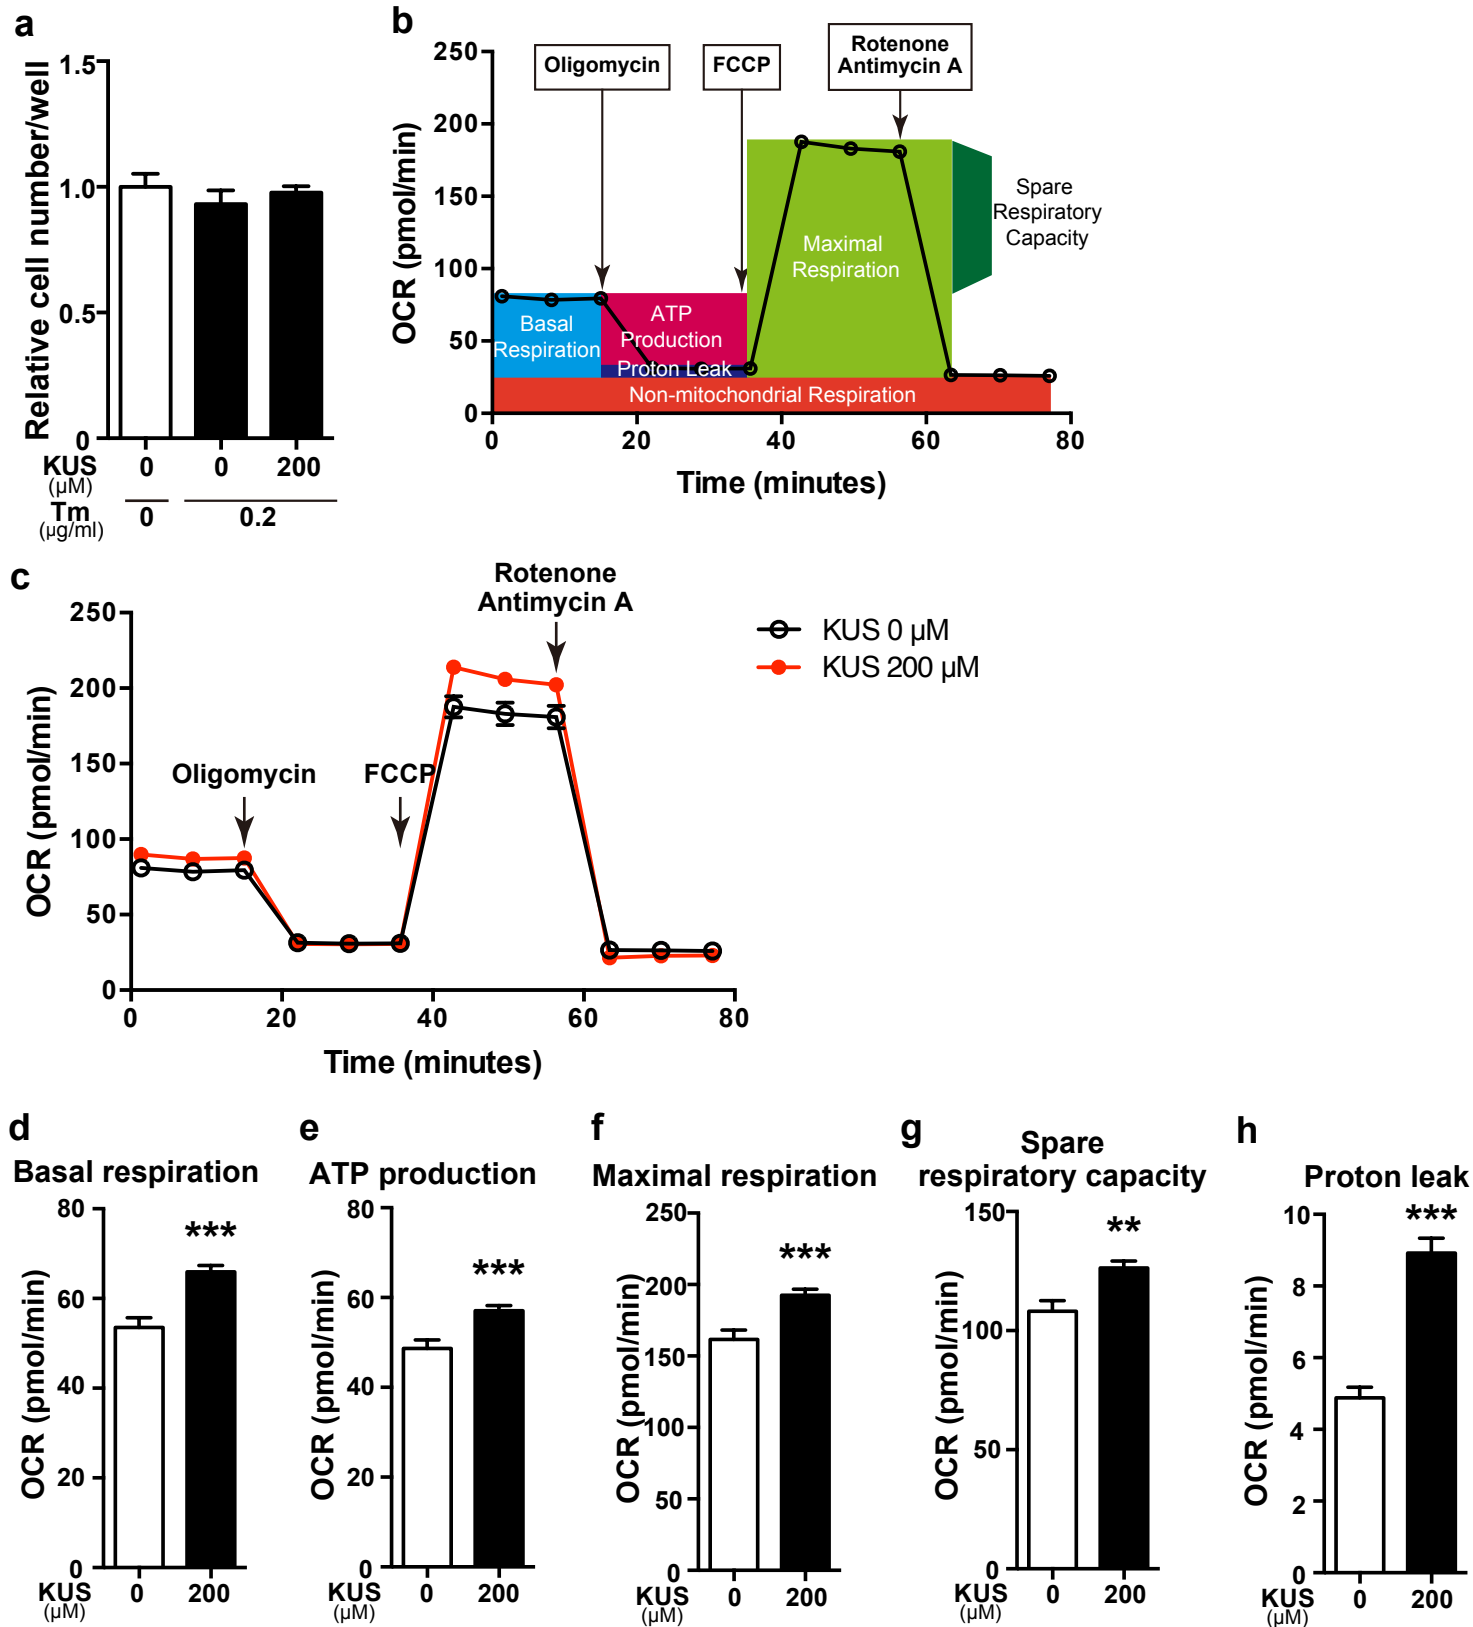 a
Relative cell number/well
1.5
1.0
0.5
0
KUS
(µM)
0
0
200
Tm
(µg/ml)
0
0.2
b
OCR (pmol/min)
250
200
150
100
50
0
Oligomycin
FCCP
Rotenone
Antimycin A
Basal
Respiration
ATP
Production
Proton Leak
Maximal
Respiration
Spare
Respiratory
Capacity
Non-mitochondrial Respiration
0
20
40
60
80
Time (minutes)
c
OCR (pmol/min)
250
200
150
100
50
0
Oligomycin
FCCP
Rotenone
Antimycin A
KUS 0 µM
KUS 200 µM
0
20
40
60
80
Time (minutes)
d
Basal respiration
OCR (pmol/min)
80
60
40
20
0
***
KUS
(µM)
0
200
e
ATP production
OCR (pmol/min)
80
60
40
20
0
***
KUS
(µM)
0
200
f
Maximal respiration
OCR (pmol/min)
250
200
150
100
50
0
***
KUS
(µM)
0
200
g
Spare
respiratory capacity
OCR (pmol/min)
150
100
50
0
**
KUS
(µM)
0
200
h
Proton leak
OCR (pmol/min)
10
8
6
4
2
0
***
KUS
(µM)
0
200